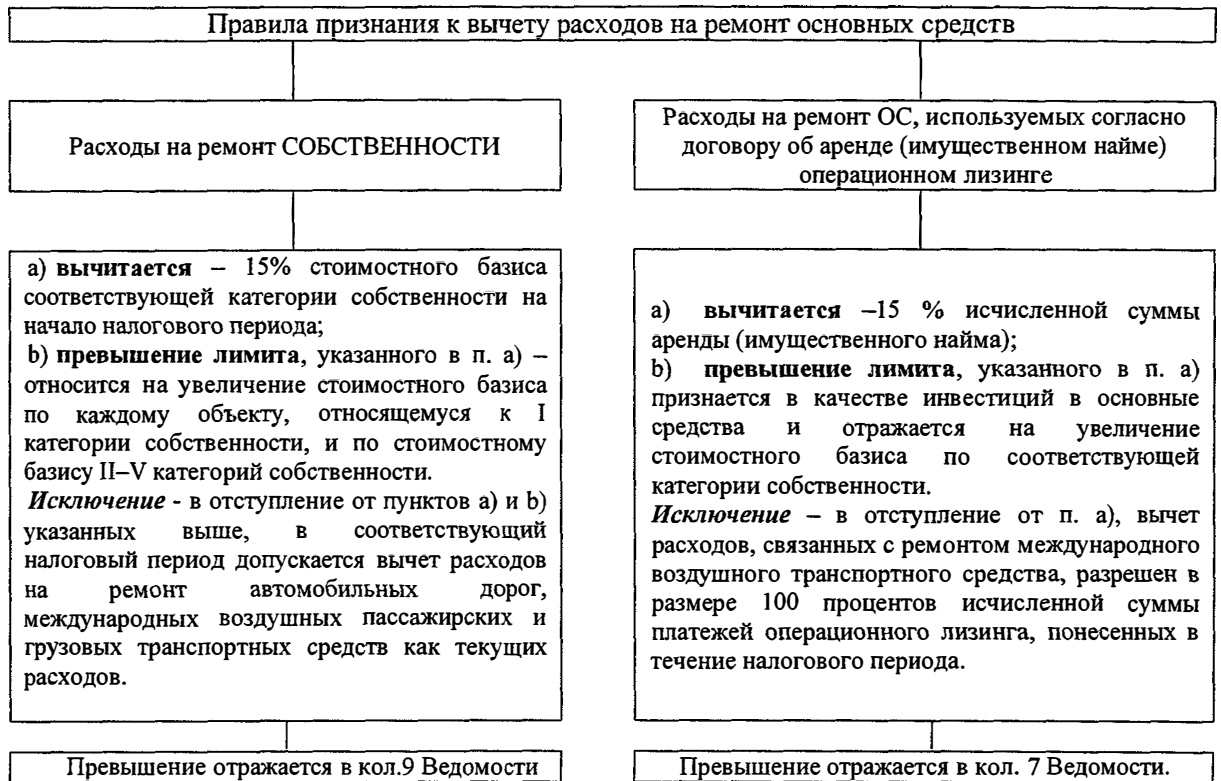 Правила признания к вычету расходов на ремонт основных средств
Расходы на ремонт СОБСТВЕННОСТИ
Расходы на ремонт ОС, используемых согласно
договору об аренде (имущественном найме)
операционном лизинге
а) вычитается – 15% стоимостного базиса
соответствующей категории собственности на
начало налогового периода;
b) превышение лимита, указанного в п. а) –
относится на увеличение стоимостного базиса
по каждому объекту, относящемуся к I
категории собственности, и по стоимостному
базису II–V категорий собственности.
Исключение - в отступление от пунктов а) и b)
указанных выше, в соответствующий
налоговый период допускается вычет расходов
на ремонт автомобильных дорог,
международных воздушных пассажирских и
грузовых транспортных средств как текущих
расходов.
а) вычитается –15 % исчисленной суммы
аренды (имущественного найма);
b) превышение лимита, указанного в п. а)
признается в качестве инвестиций в основные
средства и отражается на увеличение
стоимостного базиса по соответствующей
категории собственности.
Исключение – в отступление от п. а), вычет
расходов, связанных с ремонтом международного
воздушного транспортного средства, разрешен в
размере 100 процентов исчисленной суммы
платежей операционного лизинга, понесенных в
течение налогового периода.
Превышение отражается в кол.9 Ведомости
Превышение отражается в кол. 7 Ведомости.